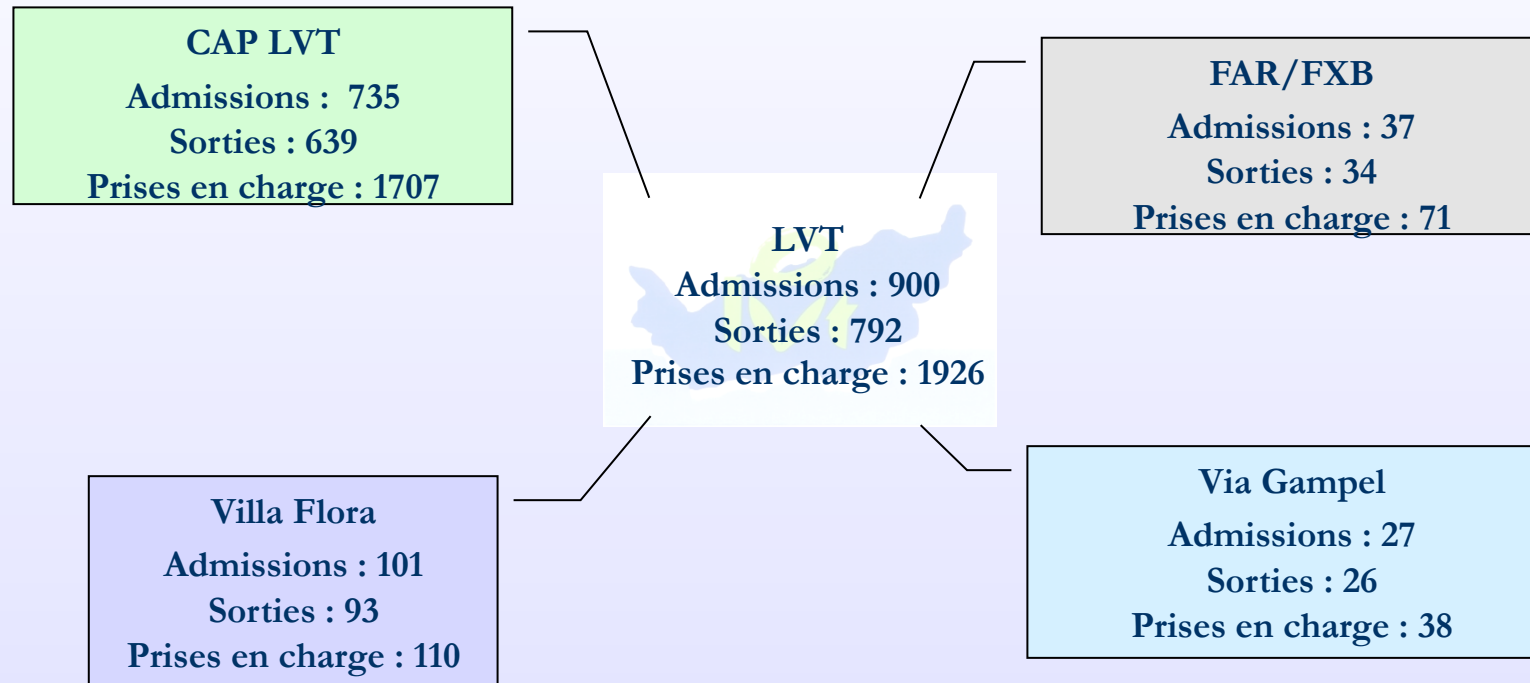 CAP LVT
Admissions : 735
Sorties : 639
Prises en charge : 1707
FAR/FXB
Admissions : 37
Sorties : 34
Prises en charge : 71
LVT
Admissions : 900
Sorties : 792
Prises en charge : 1926
Villa Flora
Admissions : 101
Sorties : 93
Prises en charge : 110
Via Gampel
Admissions : 27
Sorties : 26
Prises en charge : 38